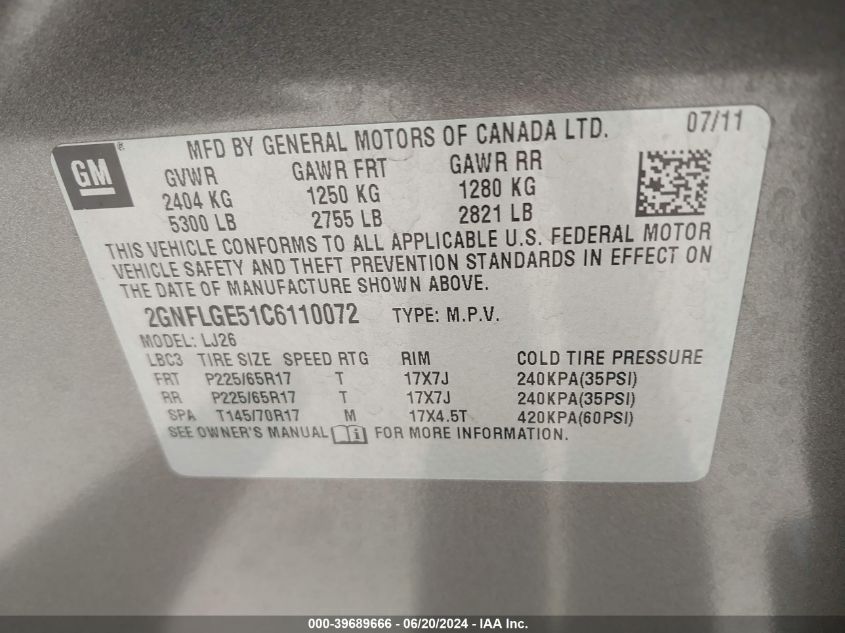 GM®
MFD BY GENERAL MOTORS OF CANADA LTD. 07/11
GVWR GAWR FRT GAWR RR
2404 KG 1250 KG 1280 KG
5300 LB 2755 LB 2821 LB
THIS VEHICLE CONFORMS TO ALL APPLICABLE U.S. FEDERAL MOTOR
VEHICLE SAFETY AND THEFT PREVENTION STANDARDS IN EFFECT ON
THE DATE OF MANUFACTURE SHOWN ABOVE.
2GNFLGE51C6110072 TYPE: M.P.V.
MODEL: LJ26
LBC3 TIRE SIZE SPEED RTG RIM COLD TIRE PRESSURE
FRT P225/65R17 T 17X7J 240KPA(35PSI)
RR P225/65R17 T 17X7J 240KPA(35PSI)
SPA T145/70R17 M 17X4.5T 420KPA(60PSI)
SEE OWNER'S MANUAL FOR MORE INFORMATION.
000-39689666 - 06/20/2024 - IAA Inc.